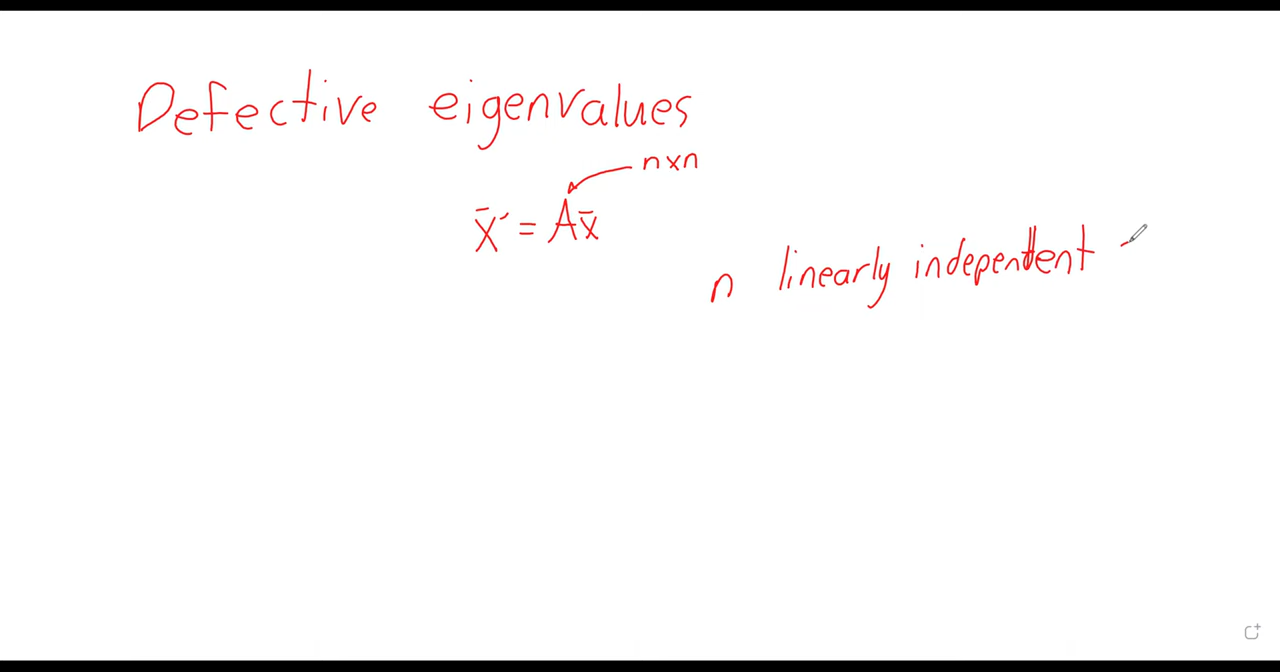 Defective eigenvalues
n×n
x̄′ = Ax̄
n linearly independent